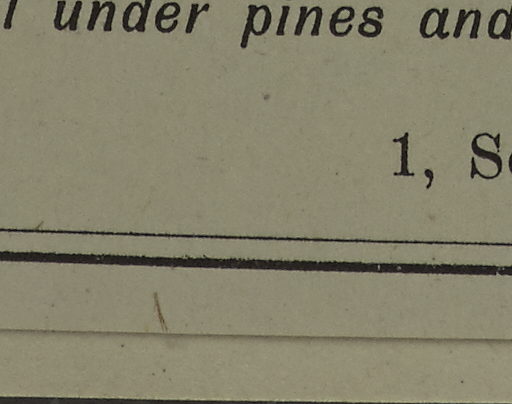 under pines and
1,